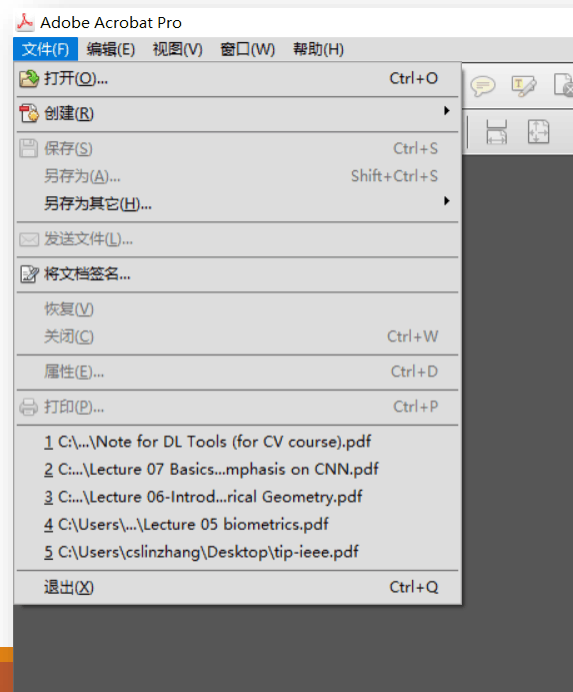 Adobe Acrobat Pro
文件(F) 编辑(E) 视图(V) 窗口(W) 帮助(H)
打开(O)... Ctrl+O
创建(R)
保存(S) Ctrl+S
另存为(A)... Shift+Ctrl+S
另存为其它(H)...
发送文件(L)...
将文档签名...
恢复(V)
关闭(C) Ctrl+W
属性(E)... Ctrl+D
打印(P)... Ctrl+P
1 C:\...\Note for DL Tools (for CV course).pdf
2 C:...\Lecture 07 Basics...mphasis on CNN.pdf
3 C:...\Lecture 06-Introd...rical Geometry.pdf
4 C:\Users\...\Lecture 05 biometrics.pdf
5 C:\Users\cslinzhang\Desktop\tip-ieee.pdf
退出(X) Ctrl+Q